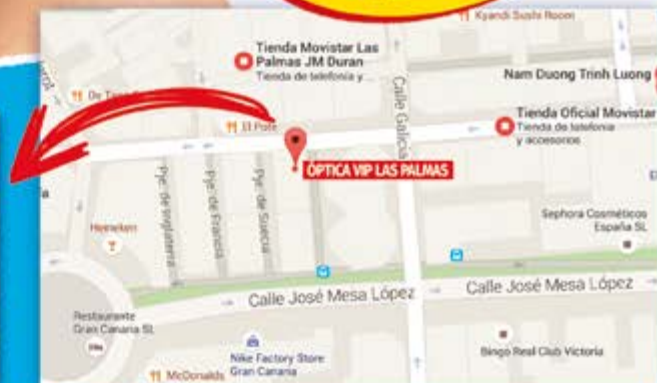 Kyandi Sushi Room
Tienda Movistar Las
Palmas JM Duran
Tienda de telefonía y...
Nam Duong Trinh Luong
Calle Galicia
Tienda Oficial Movistar
Tienda de telefonía
y accesorios
El Pote
ÓPTICA VIP LAS PALMAS
Pje. de Inglaterra
Pje. de Francia
Pje. de Suecia
Heineken
Sephora Cosméticos
España SL
Calle José Mesa López
Calle José Mesa López
Restaurante
Gran Canaria SL
Nike Factory Store
Gran Canaria
Bingo Real Club Victoria
McDonalds